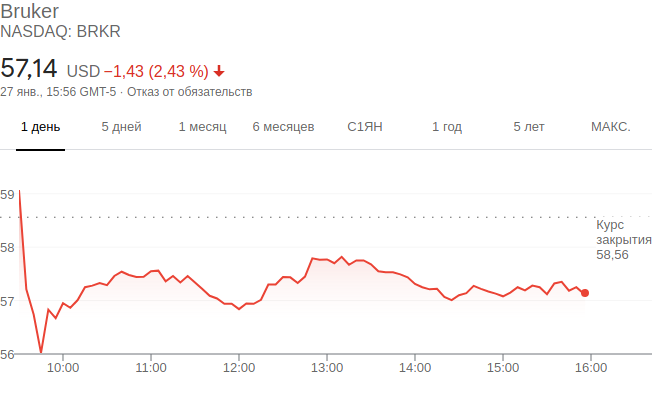 Bruker
NASDAQ: BRKR
57,14 USD −1,43 (2,43 %)
27 янв., 15:56 GMT-5 · Отказ от обязательств
1 день 5 дней 1 месяц 6 месяцев С1ЯН 1 год 5 лет МАКС.
59
Курс
закрытия
58,56
58
57
56
10:00 11:00 12:00 13:00 14:00 15:00 16:00